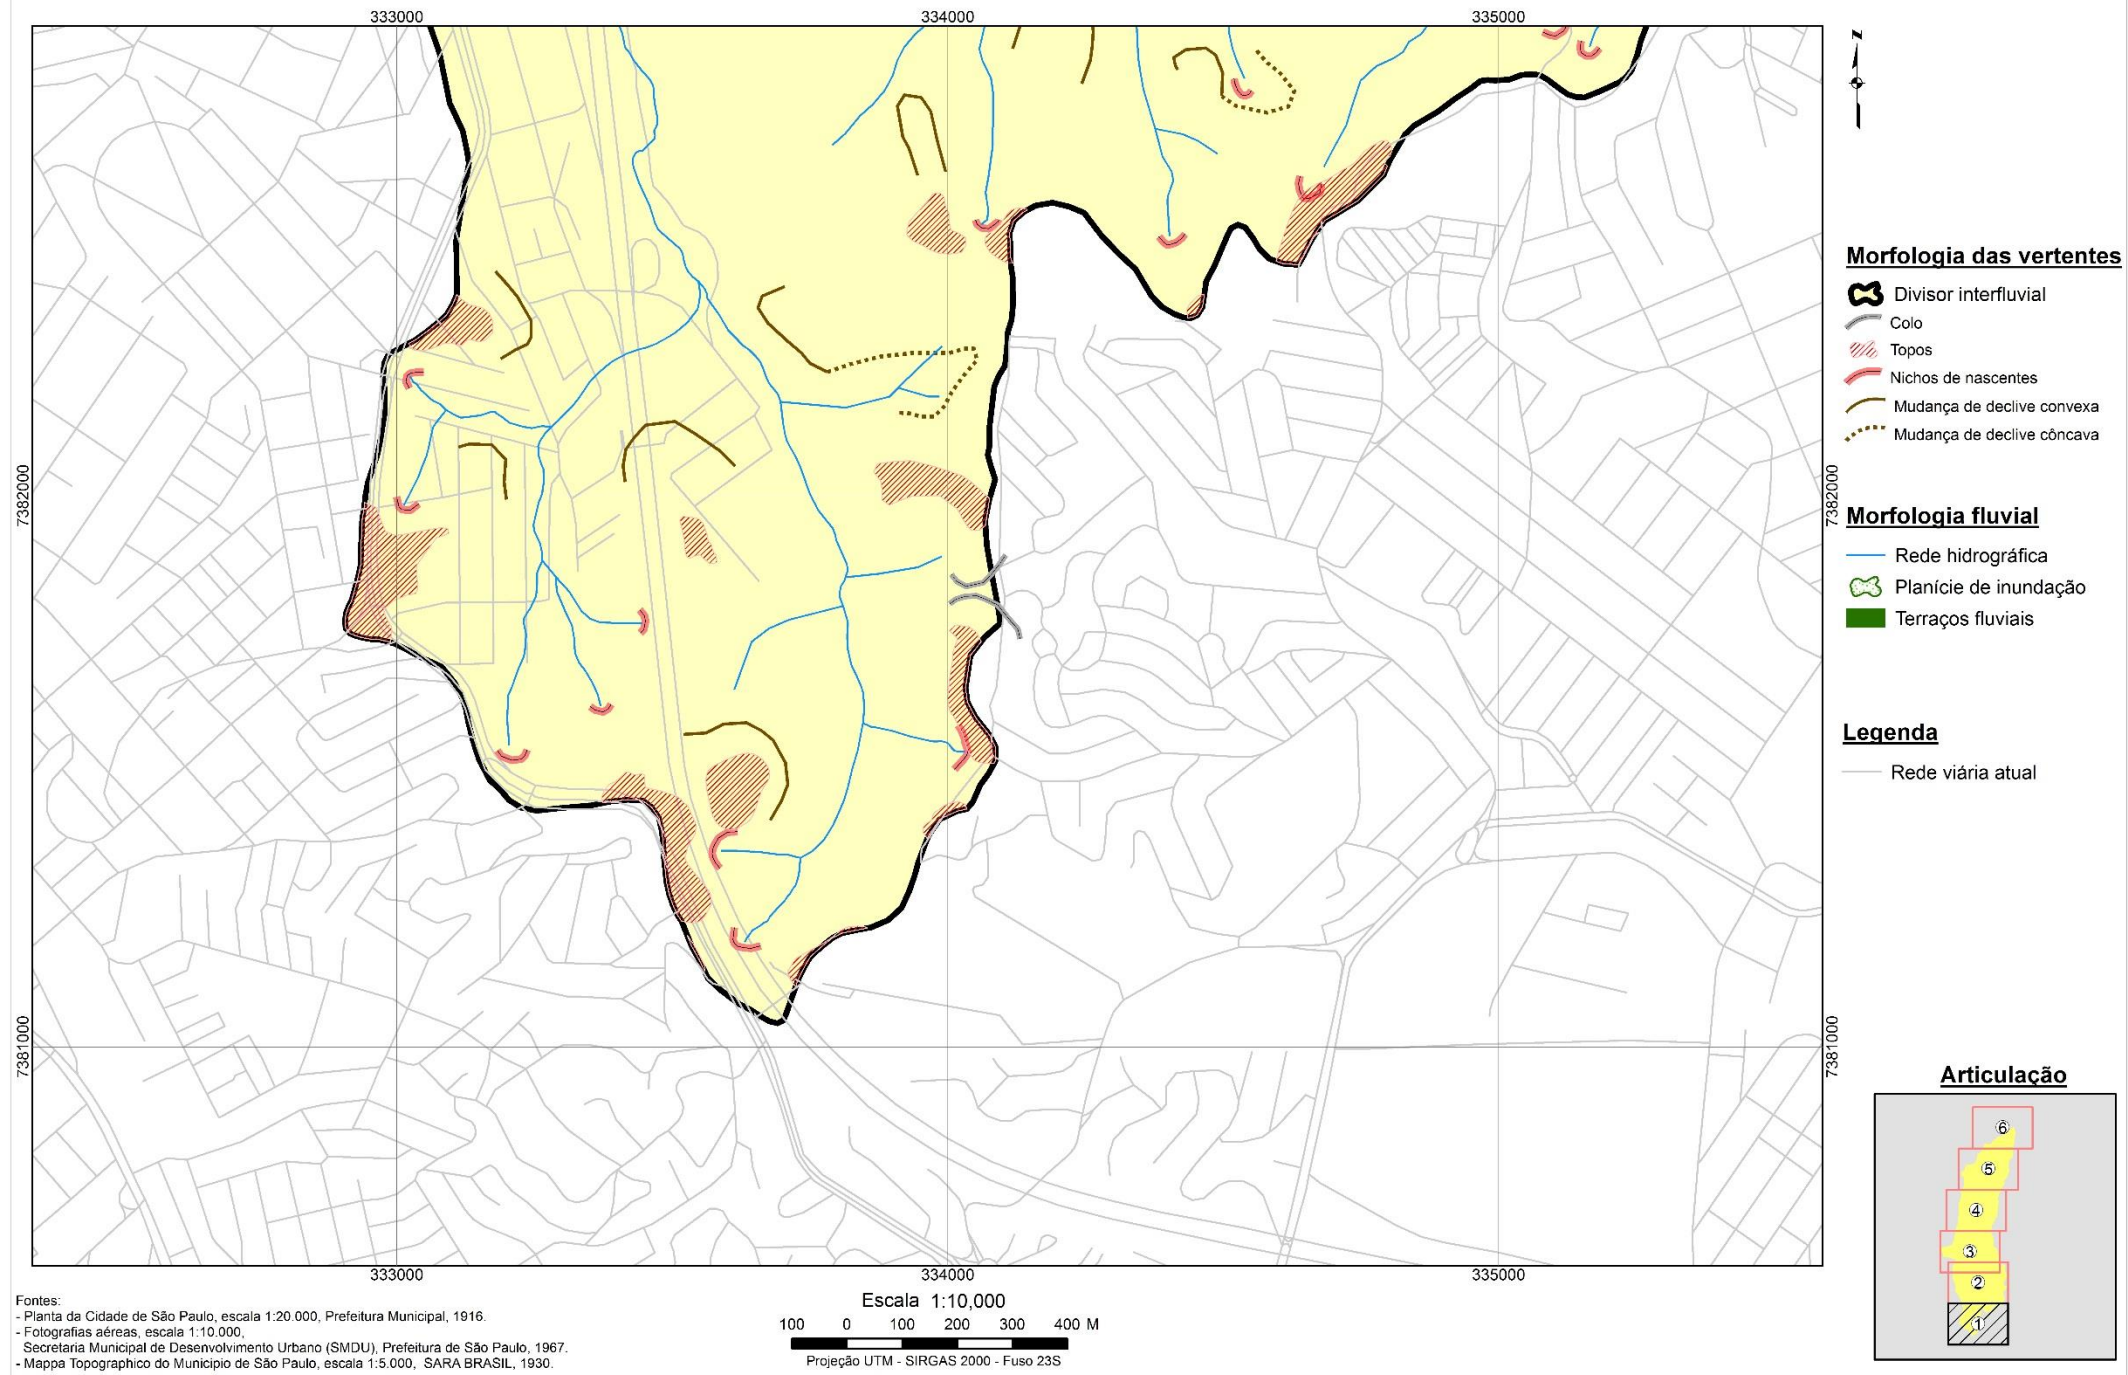 333000
334000
335000
N
Morfologia das vertentes
Divisor interfluvial
Colo
Topos
Nichos de nascentes
Mudança de declive convexa
Mudança de declive côncava
7382000
7382000
Morfologia fluvial
Rede hidrográfica
Planície de inundação
Terraços fluviais
Legenda
Rede viária atual
7381000
7381000
Articulação
6
5
4
3
2
1
333000
334000
335000
Fontes:
- Planta da Cidade de São Paulo, escala 1:20.000, Prefeitura Municipal, 1916.
- Fotografias aéreas, escala 1:10.000,
Secretaria Municipal de Desenvolvimento Urbano (SMDU), Prefeitura de São Paulo, 1967.
- Mappa Topographico do Municipio de São Paulo, escala 1:5.000, SARA BRASIL, 1930.
Escala 1:10,000
100 0 100 200 300 400 M
Projeção UTM - SIRGAS 2000 - Fuso 23S